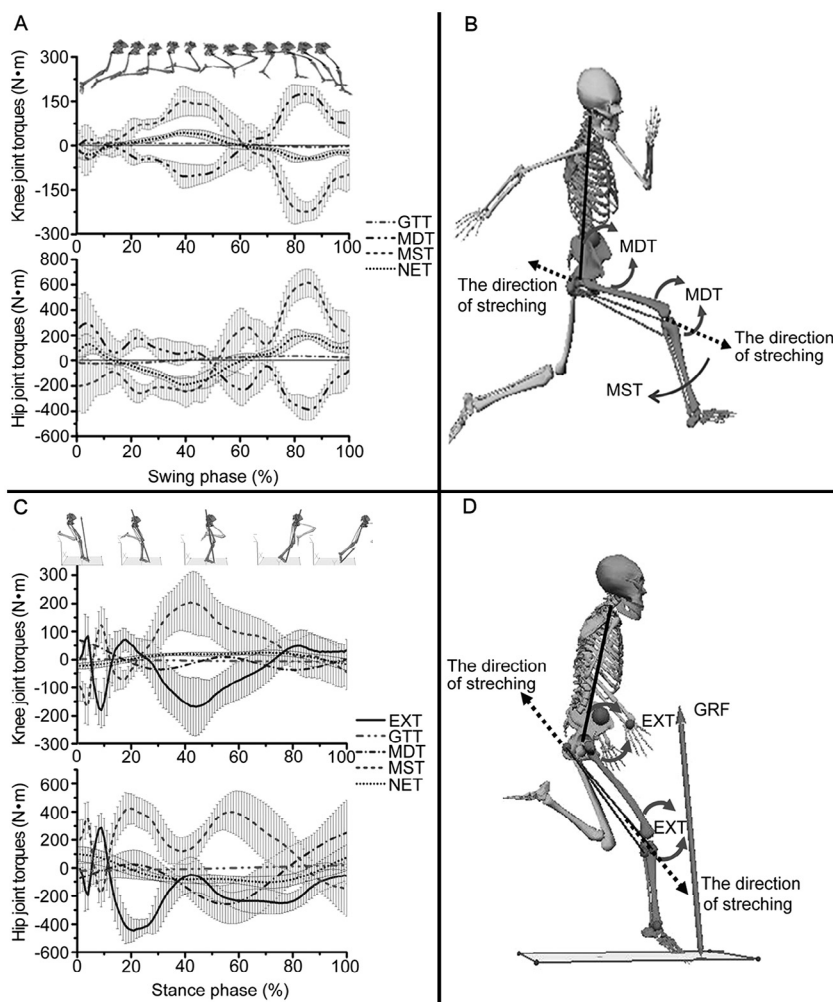 A
Knee joint torques (N•m)
300
150
0
-150
-300
0 20 40 60 80 100
GTT
MDT
MST
NET
Hip joint torques (N•m)
800
600
400
200
0
-200
-400
-600
0 20 40 60 80 100
Swing phase (%)
B
MDT
The direction
of streching
MDT
The direction
of streching
MST
C
Knee joint torques (N•m)
300
200
100
0
-100
-200
-300
0 20 40 60 80 100
EXT
GTT
MDT
MST
NET
Hip joint torques (N•m)
600
400
200
0
-200
-400
-600
0 20 40 60 80 100
Stance phase (%)
D
The direction
of streching
GRF
EXT
EXT
The direction
of streching